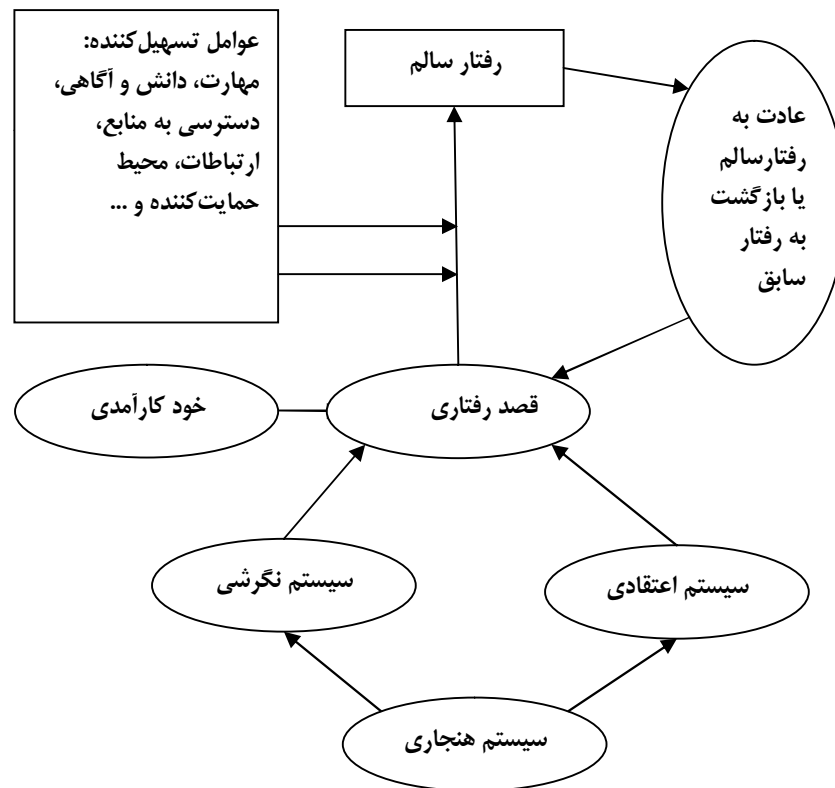 عوامل تسهیل‌کننده:
مهارت، دانش و آگاهی،
دسترسی به منابع،
ارتباطات، محیط
حمایت‌کننده و ...
رفتار سالم
عادت به
رفتارسالم
یا بازگشت
به رفتار
سابق
خود کارآمدی
قصد رفتاری
سیستم نگرشی
سیستم اعتقادی
سیستم هنجاری